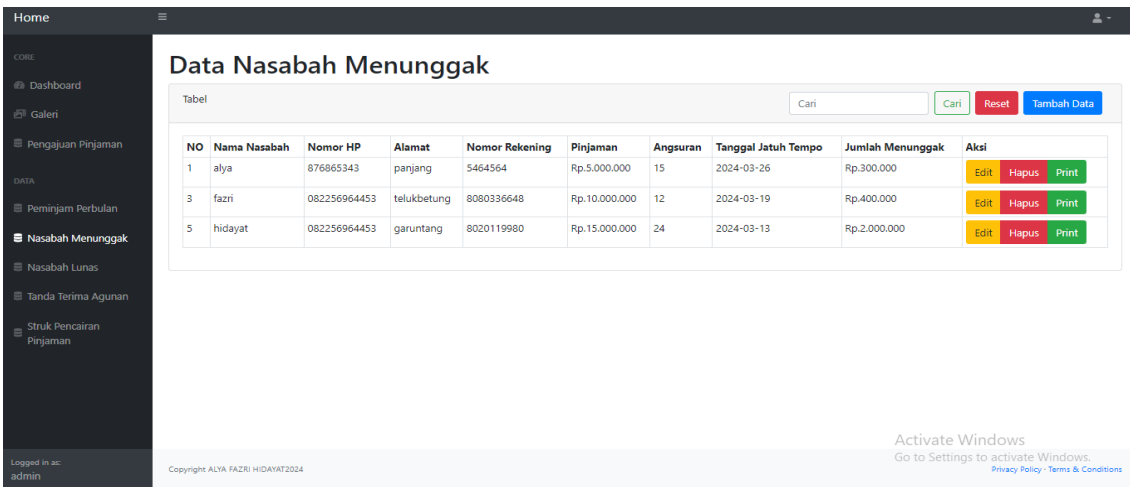 Home
CORE
Dashboard
Galeri
Pengajuan Pinjaman
DATA
Peminjam Perbulan
Nasabah Menunggak
Nasabah Lunas
Tanda Terima Agunan
Struk Pencairan
Pinjaman
Logged in as:
admin
Data Nasabah Menunggak
Tabel Cari Cari Reset Tambah Data
NO Nama Nasabah Nomor HP Alamat Nomor Rekening Pinjaman Angsuran Tanggal Jatuh Tempo Jumlah Menunggak Aksi
1 alya 876865343 panjang 5464564 Rp.5.000.000 15 2024-03-26 Rp.300.000 Edit Hapus Print
3 fazri 082256964453 telukbetung 8080336648 Rp.10.000.000 12 2024-03-19 Rp.400.000 Edit Hapus Print
5 hidayat 082256964453 garuntang 8020119980 Rp.15.000.000 24 2024-03-13 Rp.2.000.000 Edit Hapus Print
Activate Windows
Go to Settings to activate Windows.
Copyright ALYA FAZRI HIDAYAT2024 Privacy Policy · Terms & Conditions